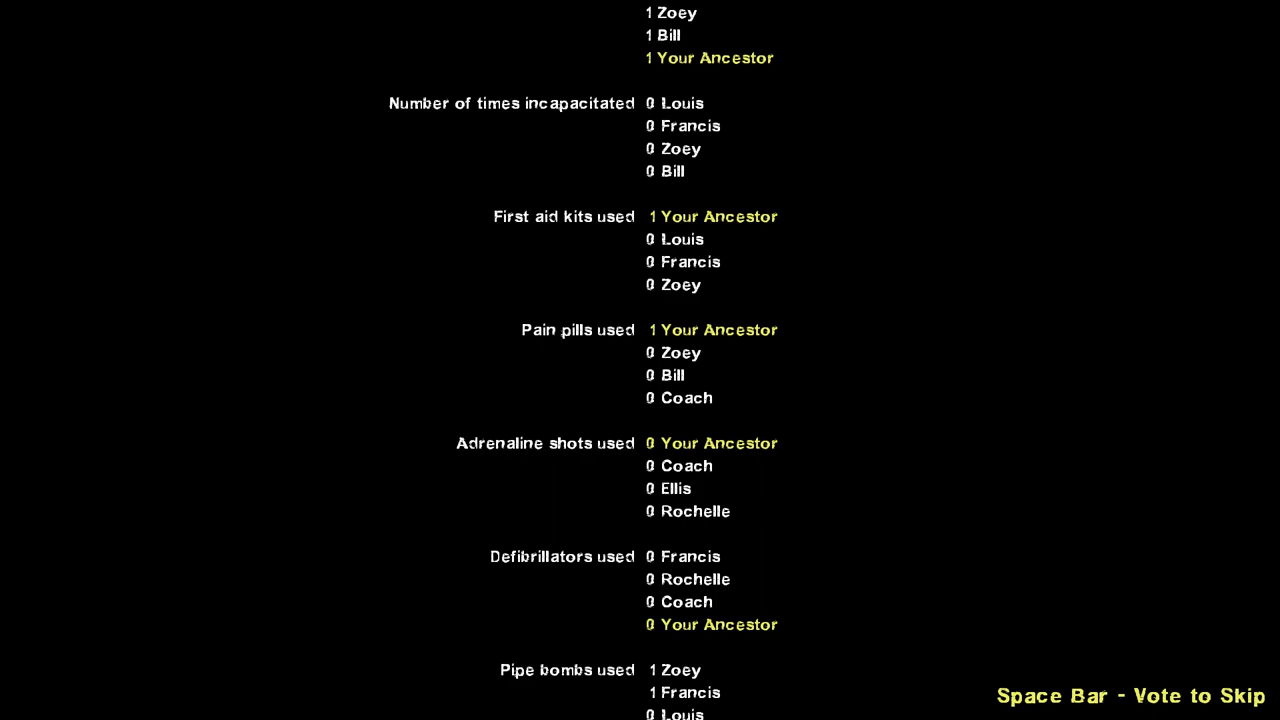 1 Zoey
1 Bill
1 Your Ancestor
Number of times incapacitated 0 Louis
0 Francis
0 Zoey
0 Bill
First aid kits used 1 Your Ancestor
0 Louis
0 Francis
0 Zoey
Pain pills used 1 Your Ancestor
0 Zoey
0 Bill
0 Coach
Adrenaline shots used 0 Your Ancestor
0 Coach
0 Ellis
0 Rochelle
Defibrillators used 0 Francis
0 Rochelle
0 Coach
0 Your Ancestor
Pipe bombs used 1 Zoey
1 Francis
0 Louis
Space Bar - Vote to Skip